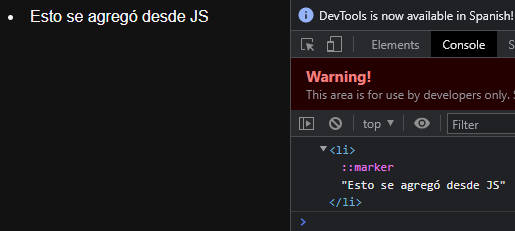 Esto se agregó desde JS
DevTools is now available in Spanish!
Elements Console
Warning!
This area is for use by developers only.
top Filter
<li>
::marker
"Esto se agregó desde JS"
</li>